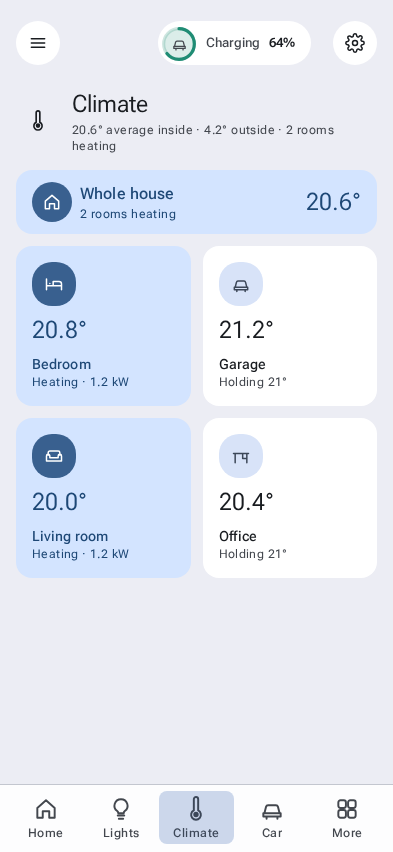 Charging 64%
Climate
20.6° average inside · 4.2° outside · 2 rooms
heating
Whole house
2 rooms heating
20.6°
20.8°
Bedroom
Heating · 1.2 kW
21.2°
Garage
Holding 21°
20.0°
Living room
Heating · 1.2 kW
20.4°
Office
Holding 21°
Home
Lights
Climate
Car
More